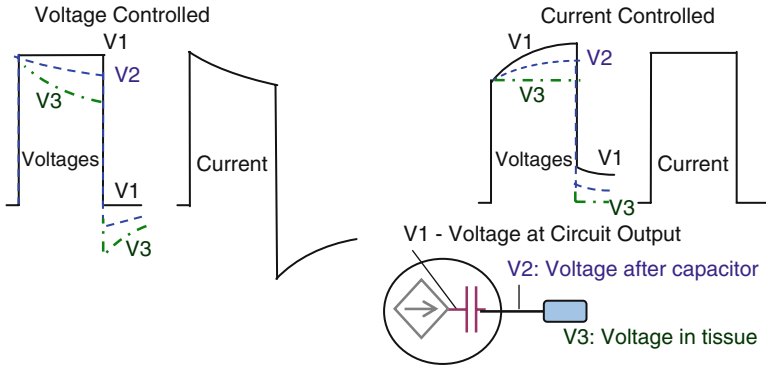 Voltage Controlled
V1
V2
V3
Voltages
V1
V3
Current
Current Controlled
V1
V2
V3
Voltages
V1
V3
Current
V1 - Voltage at Circuit Output
V2: Voltage after capacitor
V3: Voltage in tissue